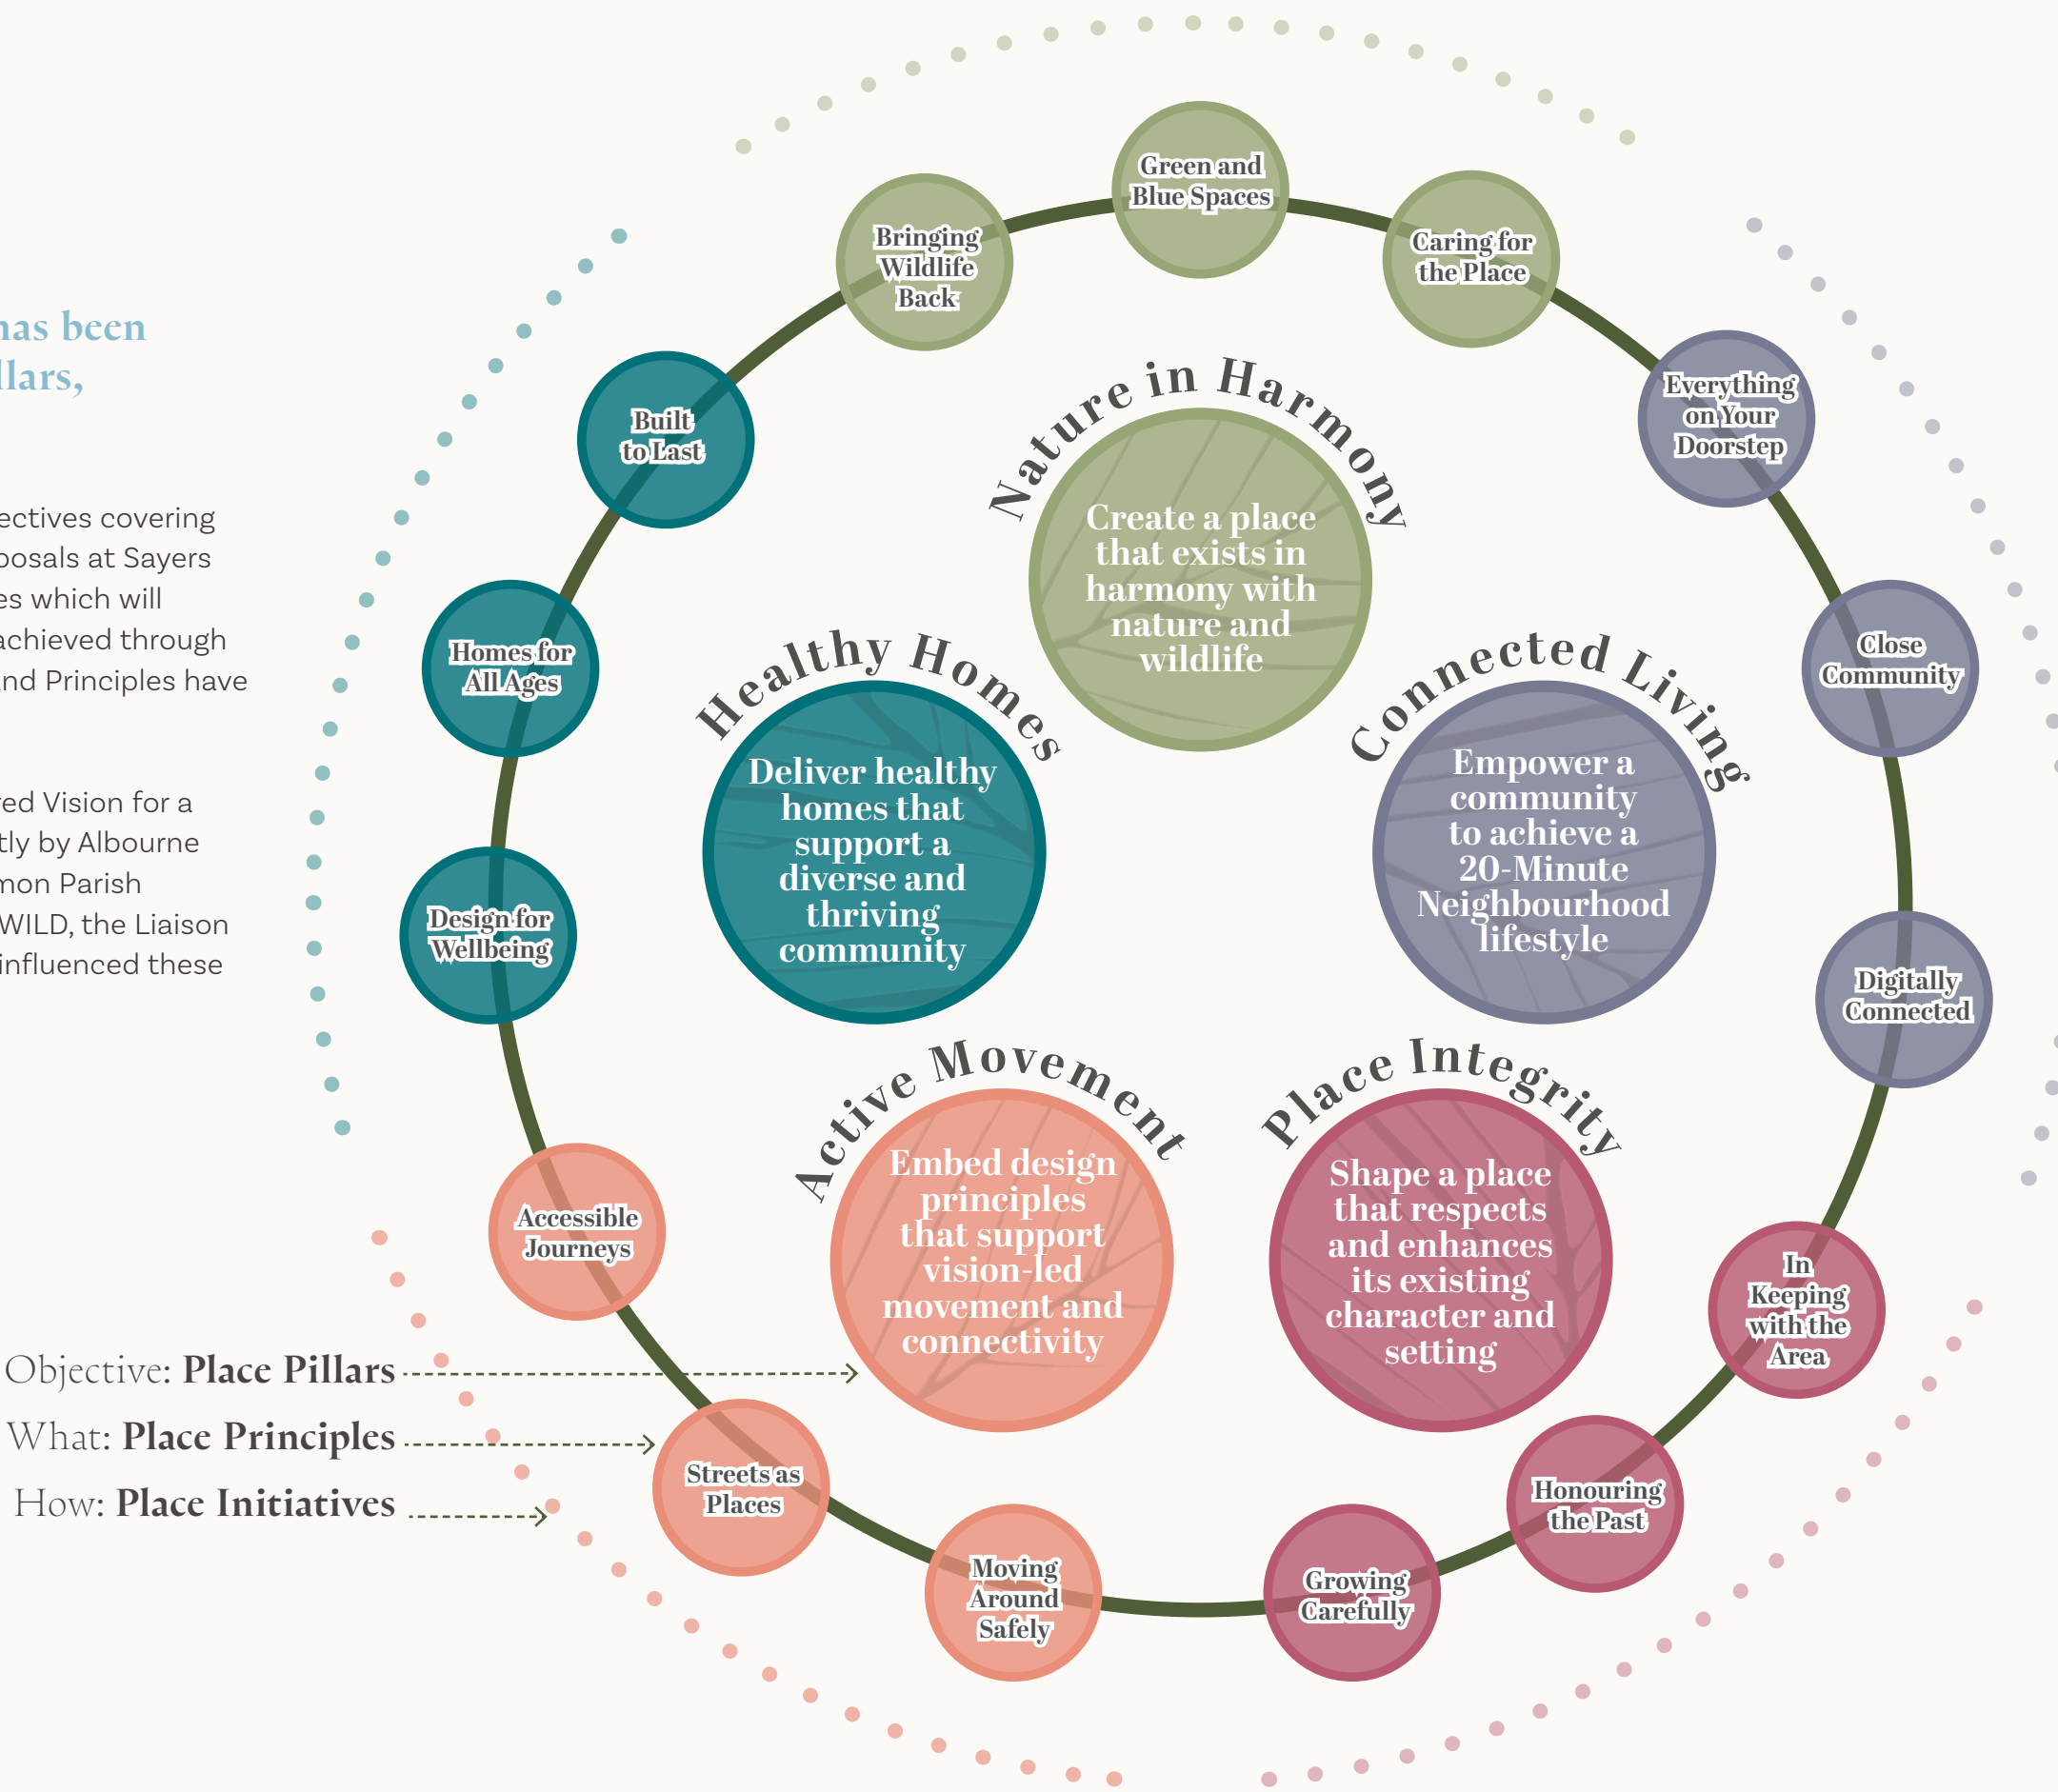 has been
llars,
ectives covering
posals at Sayers
es which will
achieved through
nd Principles have
red Vision for a
tly by Albourne
mon Parish
WILD, the Liaison
influenced these
Objective: Place Pillars
What: Place Principles
How: Place Initiatives
Green and
Blue Spaces
Bringing
Wildlife
Back
Caring for
the Place
Built
to Last
Everything
on Your
Doorstep
Homes for
All Ages
Close
Community
Design for
Wellbeing
Digitally
Connected
Accessible
Journeys
In
Keeping
with the
Area
Streets as
Places
Honouring
the Past
Moving
Around
Safely
Growing
Carefully
Nature in Harmony
Create a place
that exists in
harmony with
nature and
wildlife
Healthy Homes
Deliver healthy
homes that
support a
diverse and
thriving
community
Connected Living
Empower a
community
to achieve a
20-Minute
Neighbourhood
lifestyle
Active Movement
Embed design
principles
that support
vision-led
movement and
connectivity
Place Integrity
Shape a place
that respects
and enhances
its existing
character and
setting